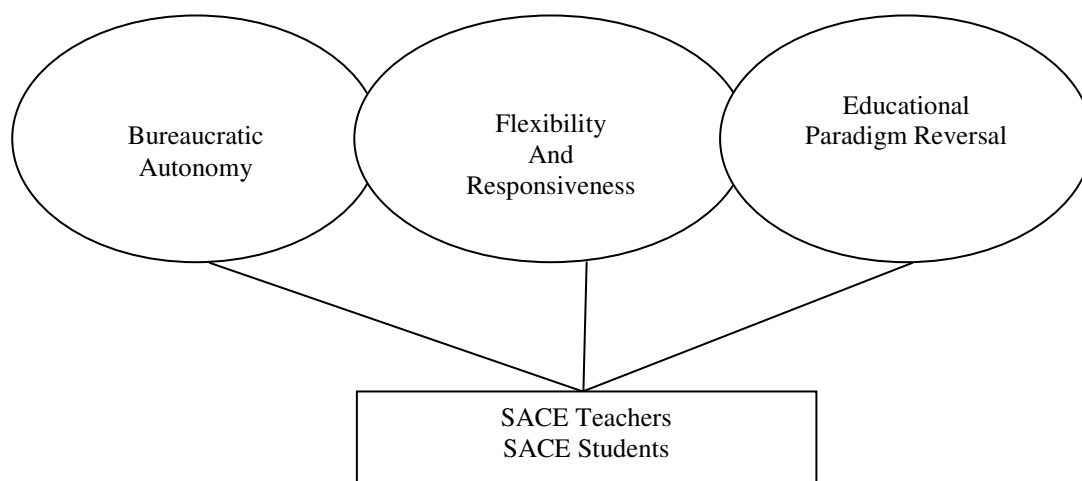 Bureaucratic
Autonomy
Flexibility
And
Responsiveness
Educational
Paradigm Reversal
SACE Teachers
SACE Students